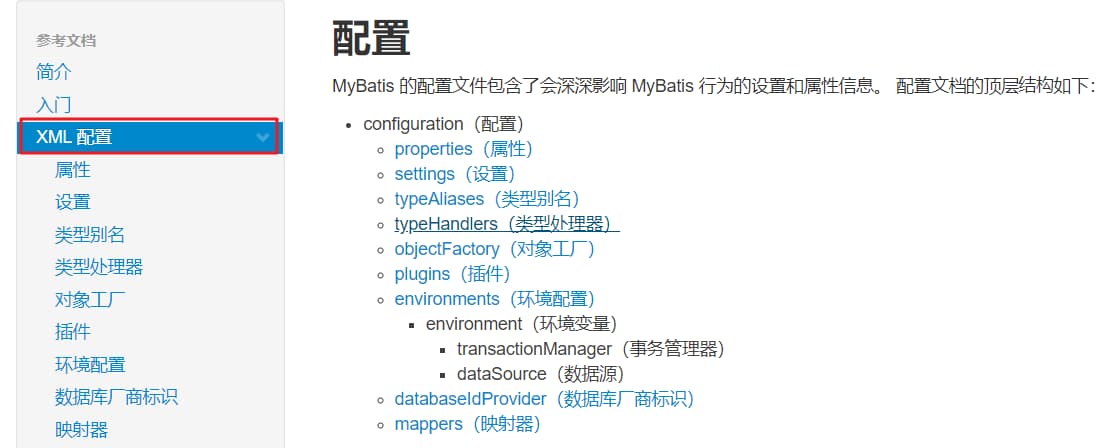 参考文档
简介
入门
XML 配置
属性
设置
类型别名
类型处理器
对象工厂
插件
环境配置
数据库厂商标识
映射器
配置
MyBatis 的配置文件包含了会深深影响 MyBatis 行为的设置和属性信息。 配置文档的顶层结构如下：
configuration（配置）
properties（属性）
settings（设置）
typeAliases（类型别名）
typeHandlers（类型处理器）
objectFactory（对象工厂）
plugins（插件）
environments（环境配置）
environment（环境变量）
transactionManager（事务管理器）
dataSource（数据源）
databaseIdProvider（数据库厂商标识）
mappers（映射器）